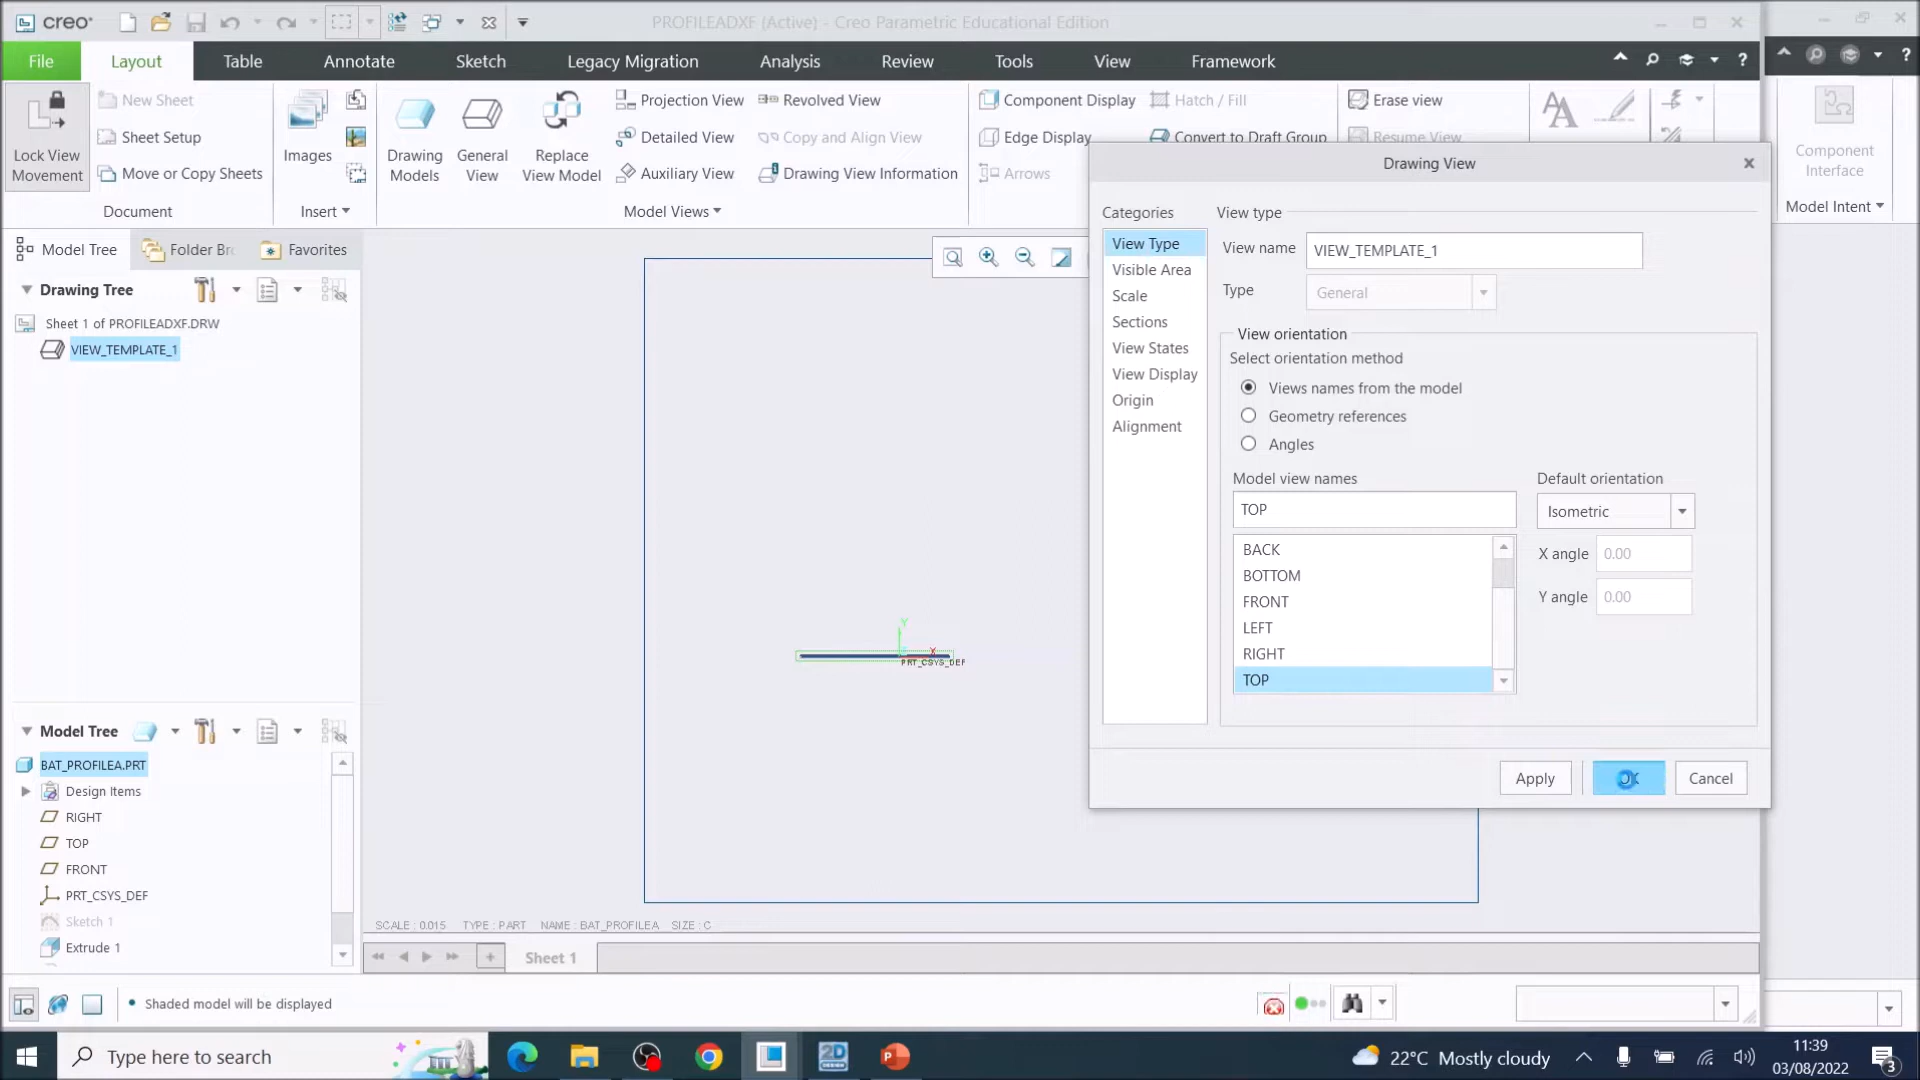 creo
PROFILEADXF (Active) - Creo Parametric Educational Edition
File
Layout
Table
Annotate
Sketch
Legacy Migration
Analysis
Review
Tools
View
Framework
Lock View
Movement
New Sheet
Sheet Setup
Move or Copy Sheets
Document
Images
Insert
Drawing
Models
General
View
Replace
View Model
Projection View
Detailed View
Auxiliary View
Revolved View
Copy and Align View
Drawing View Information
Model Views
Component Display
Edge Display
Arrows
Hatch / Fill
Convert to Draft Group
Erase view
Resume View
Component
Interface
Model Intent
Model Tree
Folder Br
Favorites
Drawing Tree
Sheet 1 of PROFILEADXF.DRW
VIEW_TEMPLATE_1
Model Tree
BAT_PROFILEA.PRT
Design Items
RIGHT
TOP
FRONT
PRT_CSYS_DEF
Sketch 1
Extrude 1
Y
X
PRT_CSYS_DEF
SCALE : 0.015 TYPE : PART NAME : BAT_PROFILEA SIZE : C
Sheet 1
Shaded model will be displayed
Drawing View
Categories
View Type
Visible Area
Scale
Sections
View States
View Display
Origin
Alignment
View type
View name
VIEW_TEMPLATE_1
Type
General
View orientation
Select orientation method
Views names from the model
Geometry references
Angles
Model view names
TOP
BACK
BOTTOM
FRONT
LEFT
RIGHT
TOP
Default orientation
Isometric
X angle
0.00
Y angle
0.00
Apply
OK
Cancel
Type here to search
22°C Mostly cloudy
11:39
03/08/2022
3